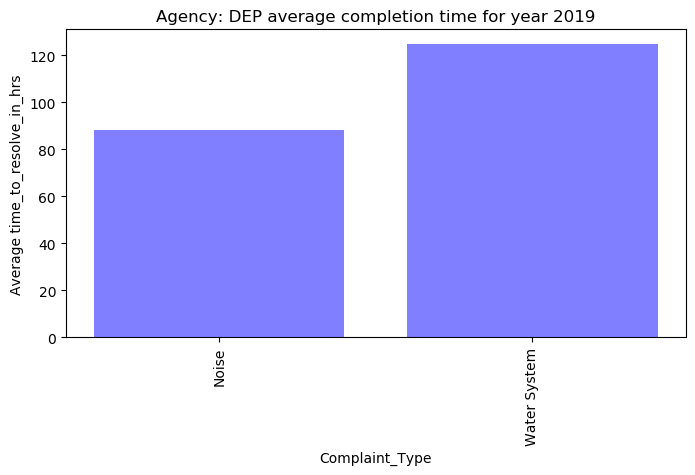 Agency: DEP average completion time for year 2019
Average time_to_resolve_in_hrs
120
100
80
60
40
20
0
Noise
Water System
Complaint_Type